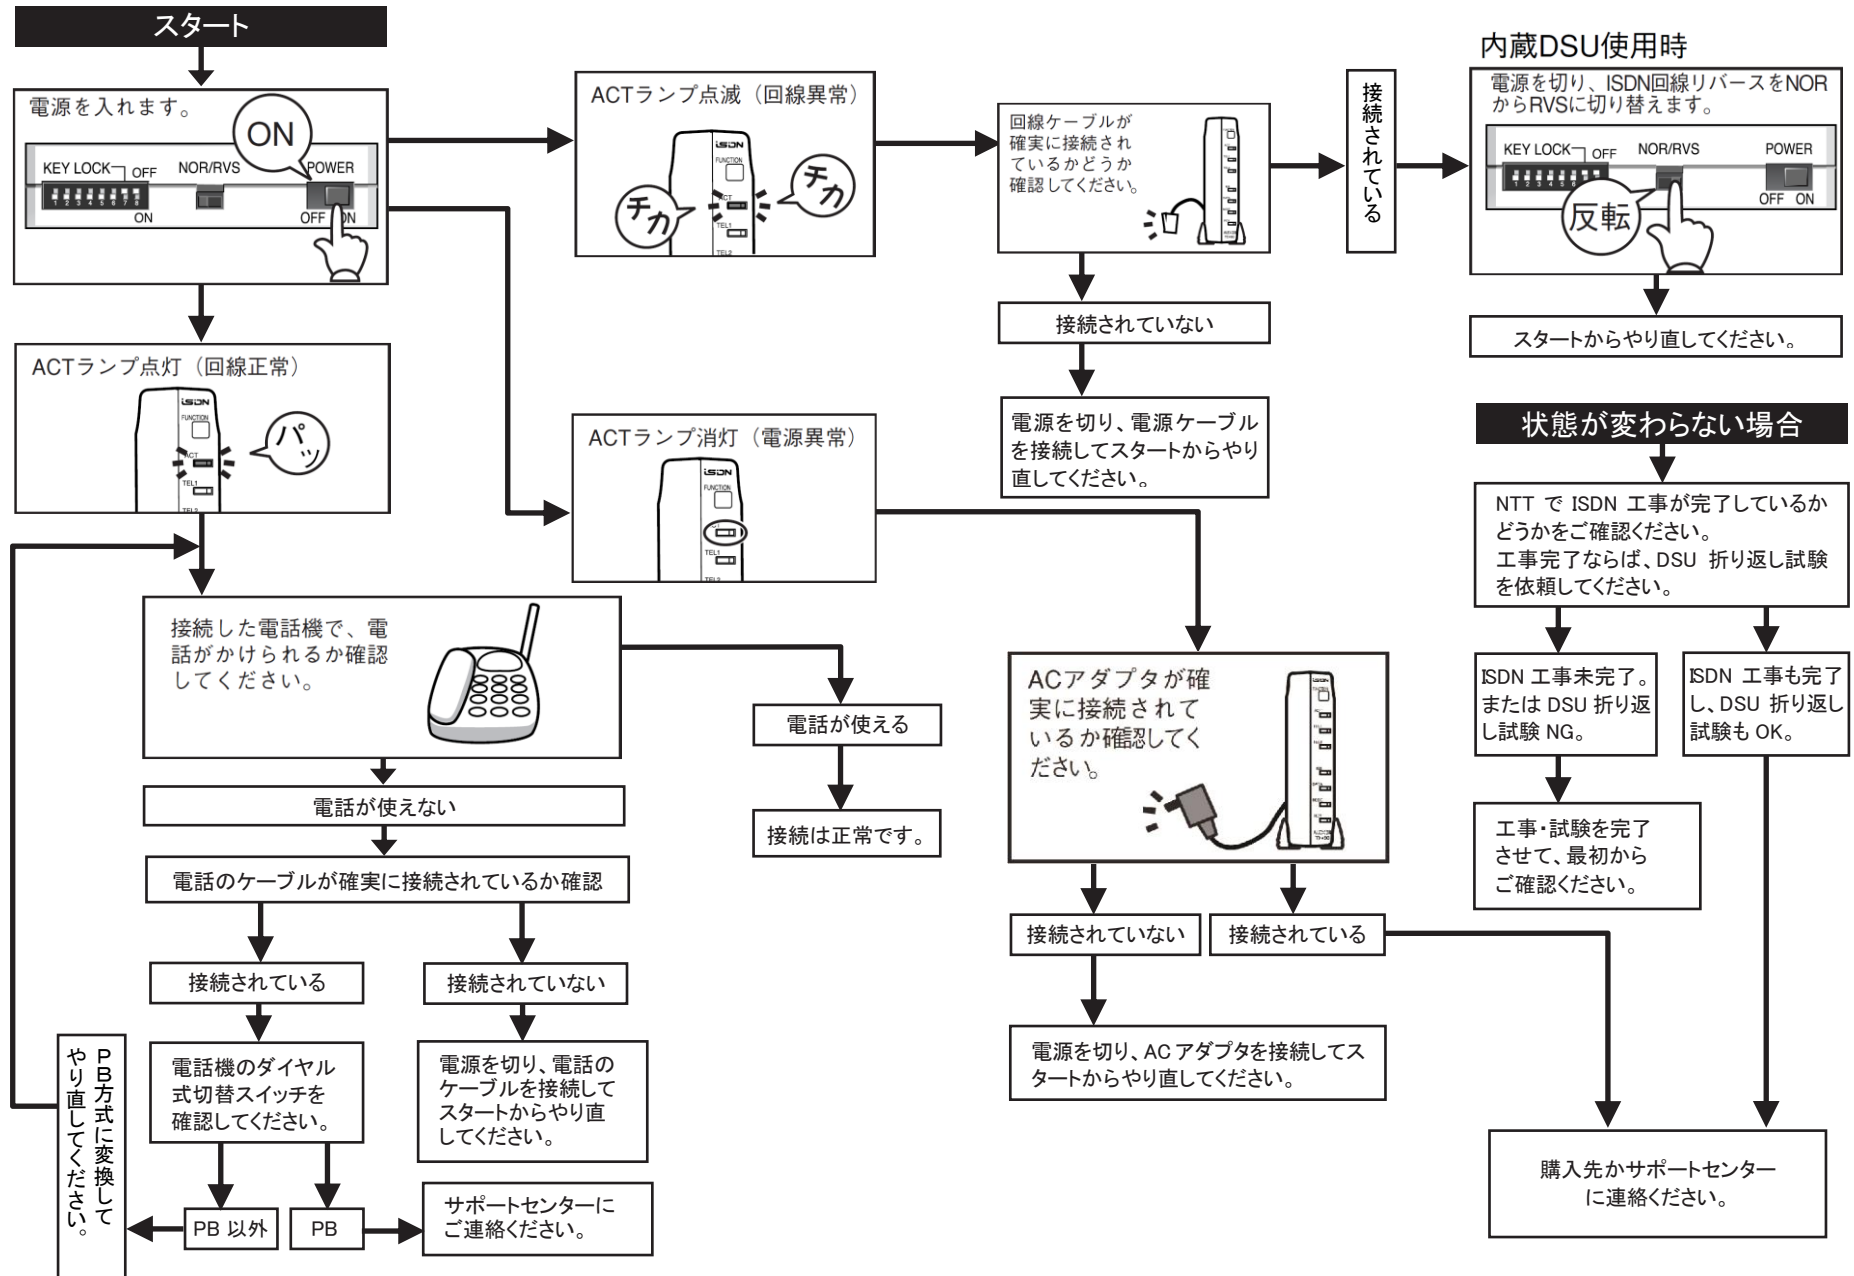 スタート
電源を入れます。
ON
KEY LOCK
OFF
NOR/RVS
POWER
1 2 3 4 5 6 7 8
ON
OFF ON
ACTランプ点滅（回線異常）
iSDN
FUNCTION
チカ
チカ
ACT
TEL1
TEL2
回線ケーブルが
確実に接続され
ているかどうか
確認してください。
接続されている
内蔵DSU使用時
電源を切り、ISDN回線リバースをNOR
からRVSに切り替えます。
KEY LOCK
OFF
NOR/RVS
POWER
反転
OFF ON
スタートからやり直してください。
接続されていない
電源を切り、電源ケーブル
を接続してスタートからやり
直してください。
ACTランプ点灯（回線正常）
iSDN
FUNCTION
パッ
ACT
TEL1
TEL2
ACTランプ消灯（電源異常）
iSDN
FUNCTION
TEL1
TEL2
状態が変わらない場合
NTT で ISDN 工事が完了しているか
どうかをご確認ください。
工事完了ならば、DSU 折り返し試験
を依頼してください。
ISDN 工事未完了。
または DSU 折り返
し試験 NG。
ISDN 工事も完了
し、DSU 折り返し
試験も OK。
工事・試験を完了
させて、最初から
ご確認ください。
接続した電話機で、電
話がかけられるか確認
してください。
電話が使える
接続は正常です。
電話が使えない
電話のケーブルが確実に接続されているか確認
接続されている
接続されていない
電話機のダイヤル
式切替スイッチを
確認してください。
電源を切り、電話の
ケーブルを接続して
スタートからやり直
してください。
PB方式に変換して
やり直してください。
PB 以外
PB
サポートセンターに
ご連絡ください。
ACアダプタが確
実に接続されて
いるか確認してく
ださい。
iSDN
接続されていない
接続されている
電源を切り、AC アダプタを接続してス
タートからやり直してください。
購入先かサポートセンター
に連絡ください。